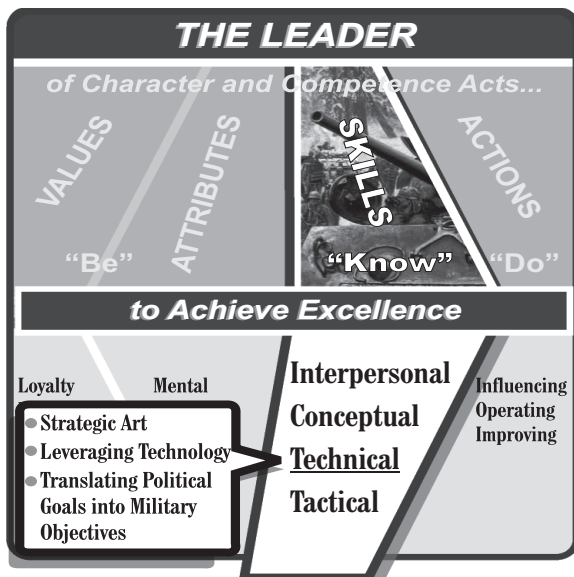 THE LEADER
of Character and Competence Acts...
VALUES
ATTRIBUTES
SKILLS
ACTIONS
“Be”
“Know”
“Do”
to Achieve Excellence
Loyalty
Mental
• Strategic Art
• Leveraging Technology
• Translating Political
Goals into Military
Objectives
Interpersonal
Conceptual
Technical
Tactical
Influencing
Operating
Improving